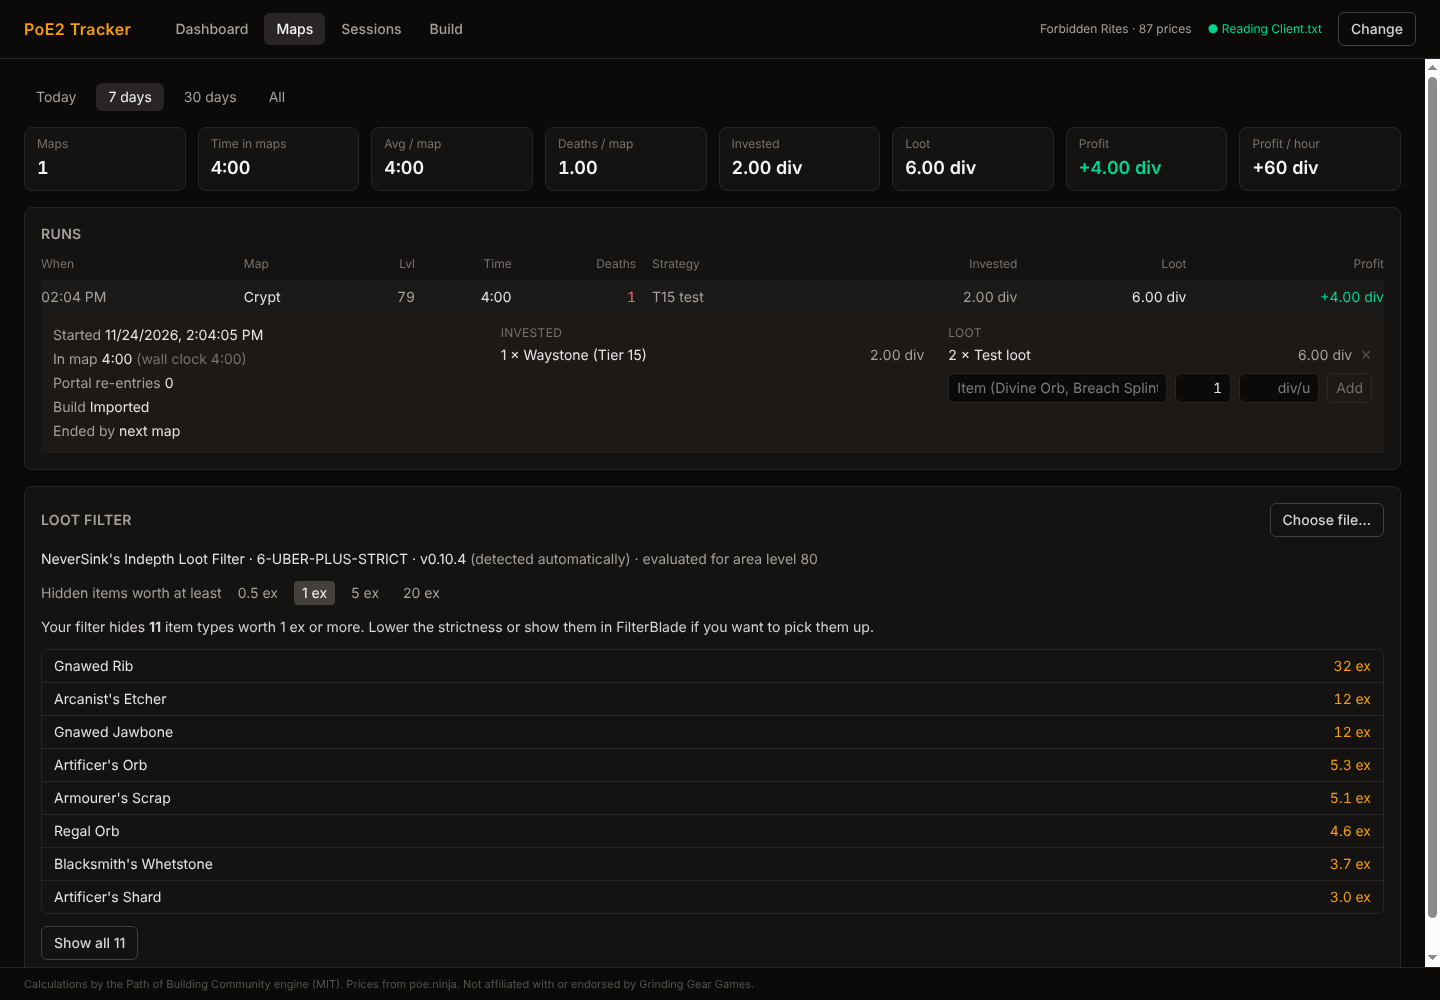 PoE2 Tracker Dashboard Maps Sessions Build Forbidden Rites · 87 prices Reading Client.txt Change
Today 7 days 30 days All
Maps Time in maps Avg / map Deaths / map Invested Loot Profit Profit / hour
1 4:00 4:00 1.00 2.00 div 6.00 div +4.00 div +60 div
RUNS
When Map Lvl Time Deaths Strategy Invested Loot Profit
02:04 PM Crypt 79 4:00 1 T15 test 2.00 div 6.00 div +4.00 div
Started 11/24/2026, 2:04:05 PM
In map 4:00 (wall clock 4:00)
Portal re-entries 0
Build Imported
Ended by next map
INVESTED
1 × Waystone (Tier 15) 2.00 div
LOOT
2 × Test loot 6.00 div ×
Item (Divine Orb, Breach Splint 1 div/u Add
LOOT FILTER Choose file...
NeverSink's Indepth Loot Filter · 6-UBER-PLUS-STRICT · v0.10.4 (detected automatically) · evaluated for area level 80
Hidden items worth at least 0.5 ex 1 ex 5 ex 20 ex
Your filter hides 11 item types worth 1 ex or more. Lower the strictness or show them in FilterBlade if you want to pick them up.
Gnawed Rib 32 ex
Arcanist's Etcher 12 ex
Gnawed Jawbone 12 ex
Artificer's Orb 5.3 ex
Armourer's Scrap 5.1 ex
Regal Orb 4.6 ex
Blacksmith's Whetstone 3.7 ex
Artificer's Shard 3.0 ex
Show all 11
Calculations by the Path of Building Community engine (MIT). Prices from poe.ninja. Not affiliated with or endorsed by Grinding Gear Games.